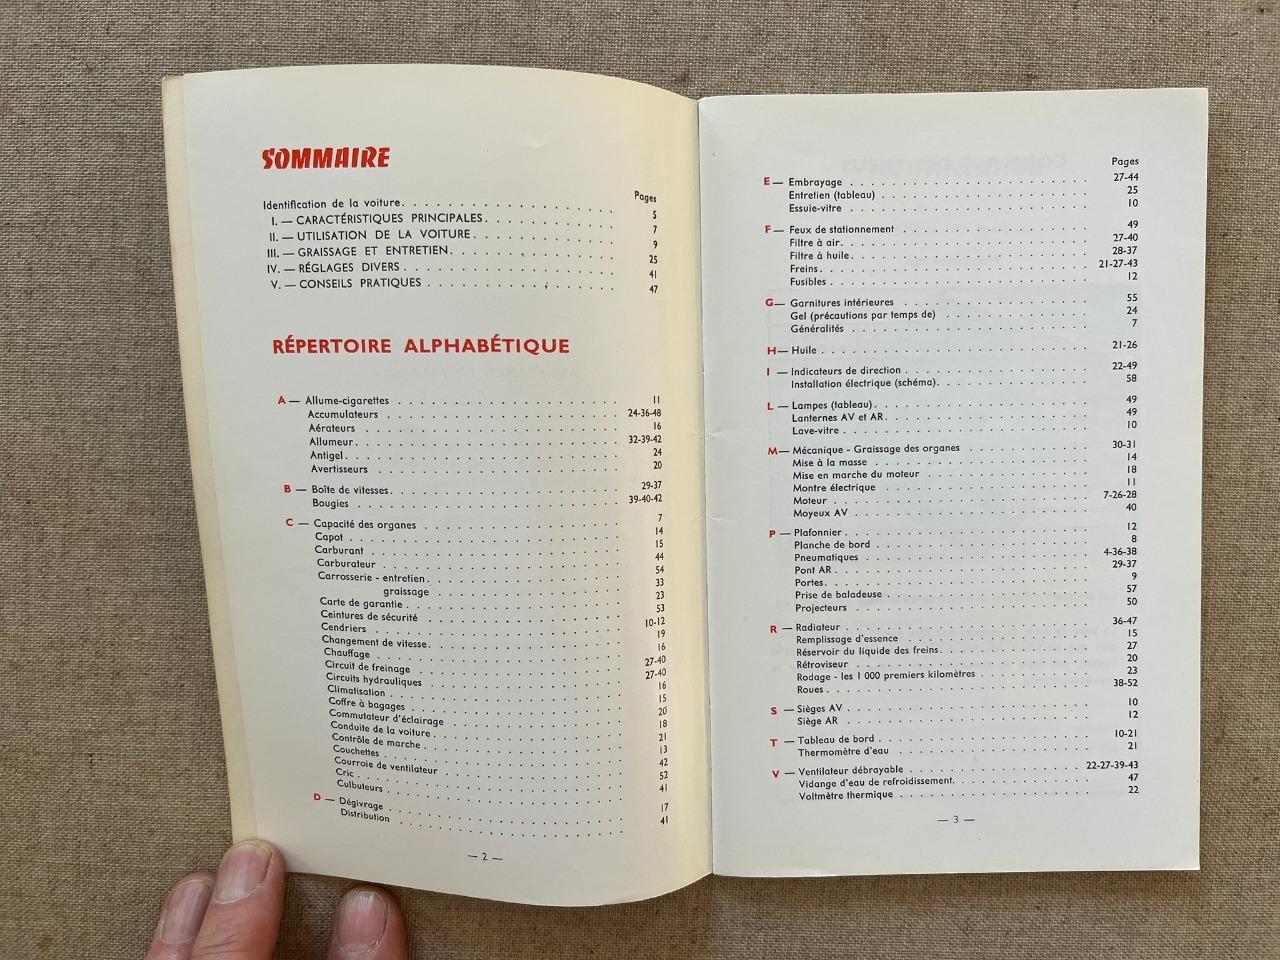 SOMMAIRE
Pages
Identification de la voiture. 5
I. — CARACTÉRISTIQUES PRINCIPALES. 7
II. — UTILISATION DE LA VOITURE. 9
III. — GRAISSAGE ET ENTRETIEN. 25
IV. — RÉGLAGES DIVERS. 41
V. — CONSEILS PRATIQUES 47
RÉPERTOIRE ALPHABÉTIQUE
A — Allume-cigarettes 11
Accumulateurs 24-36-48
Aérateurs 16
Allumeur. 32-39-42
Antigel. 24
Avertisseurs 20
B — Boîte de vitesses. 29-37
Bougies 39-40-42
C — Capacité des organes 7
Capot 14
Carburant 15
Carburateur 44
Carrosserie - entretien. 54
graissage 33
Carte de garantie 23
Ceintures de sécurité 53
Cendriers 10-12
Changement de vitesse. 19
Chauffage 16
Circuit de freinage 27-40
Circuits hydrauliques 27-40
Climatisation 16
Coffre à bagages 15
Commutateur d'éclairage 20
Conduite de la voiture 18
Contrôle de marche 21
Couchettes 13
Courroie de ventilateur 42
Cric 52
Culbuteurs 41
D — Dégivrage 17
Distribution 41
— 2 —
Pages
E — Embrayage 27-44
Entretien (tableau) 25
Essuie-vitre 10
F — Feux de stationnement 49
Filtre à air. 27-40
Filtre à huile. 28-37
Freins. 21-27-43
Fusibles 12
G — Garnitures intérieures 55
Gel (précautions par temps de) 24
Généralités 7
H — Huile 21-26
I — Indicateurs de direction 22-49
Installation électrique (schéma). 58
L — Lampes (tableau). 49
Lanternes AV et AR. 49
Lave-vitre 10
M — Mécanique - Graissage des organes 30-31
Mise à la masse 14
Mise en marche du moteur 18
Montre électrique 11
Moteur 7-26-28
Moyeux AV 40
P — Plafonnier 12
Planche de bord 8
Pneumatiques 4-36-38
Pont AR 29-37
Portes. 9
Prise de baladeuse 57
Projecteurs 50
R — Radiateur 36-47
Remplissage d'essence 15
Réservoir du liquide des freins. 27
Rétroviseur 20
Rodage - les 1 000 premiers kilomètres 23
Roues. 38-52
S — Sièges AV 10
Siège AR 12
T — Tableau de bord 10-21
Thermomètre d'eau 21
V — Ventilateur débrayable 22-27-39-43
Vidange d'eau de refroidissement. 47
Voltmètre thermique 22
— 3 —